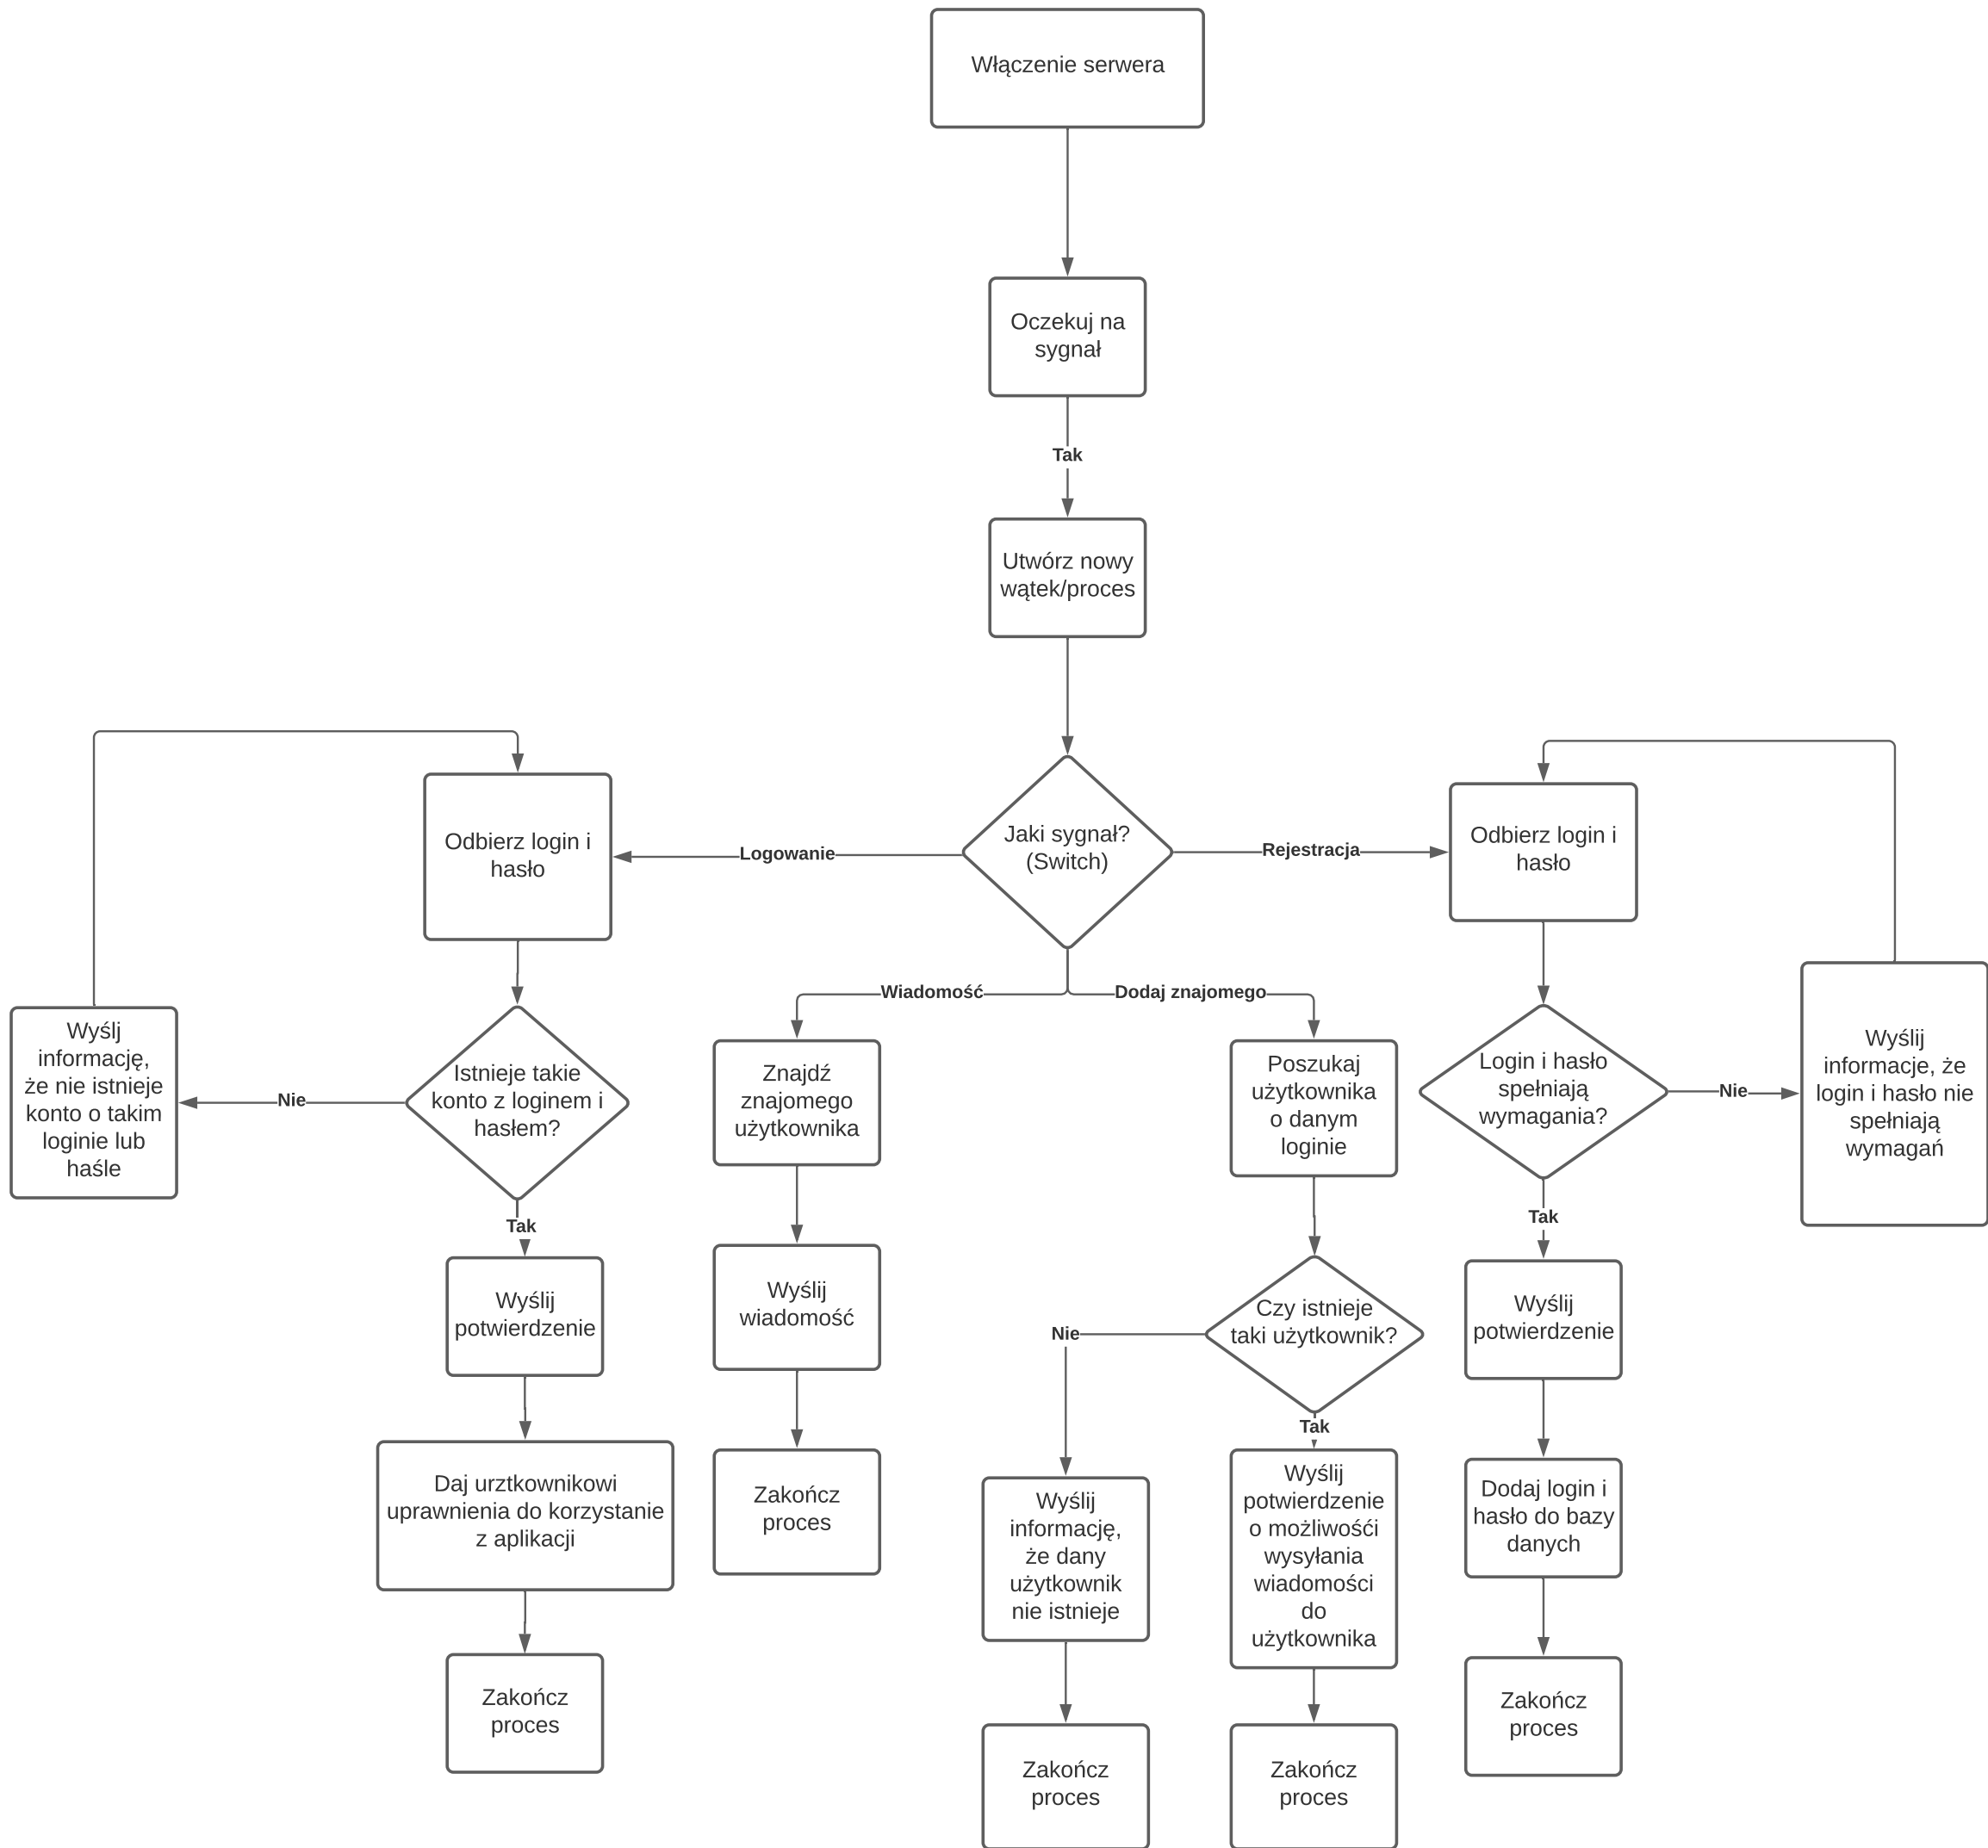 Włączenie serwera
Oczekuj na
sygnał
Tak
Utwórz nowy
wątek/proces
Jaki sygnał?
(Switch)
Logowanie
Rejestracja
Wiadomość
Dodaj znajomego
Odbierz login i
hasło
Istnieje takie
konto z loginem i
hasłem?
Nie
Wyślj
informację,
że nie istnieje
konto o takim
loginie lub
haśle
Tak
Wyślij
potwierdzenie
Daj urztkownikowi
uprawnienia do korzystanie
z aplikacji
Zakończ
proces
Znajdź
znajomego
użytkownika
Wyślij
wiadomość
Zakończ
proces
Poszukaj
użytkownika
o danym
loginie
Czy istnieje
taki użytkownik?
Nie
Wyślij
informację,
że dany
użytkownik
nie istnieje
Zakończ
proces
Tak
Wyślij
potwierdzenie
o możliwośći
wysyłania
wiadomości
do
użytkownika
Zakończ
proces
Odbierz login i
hasło
Login i hasło
spełniają
wymagania?
Nie
Wyślij
informacje, że
login i hasło nie
spełniają
wymagań
Tak
Wyślij
potwierdzenie
Dodaj login i
hasło do bazy
danych
Zakończ
proces